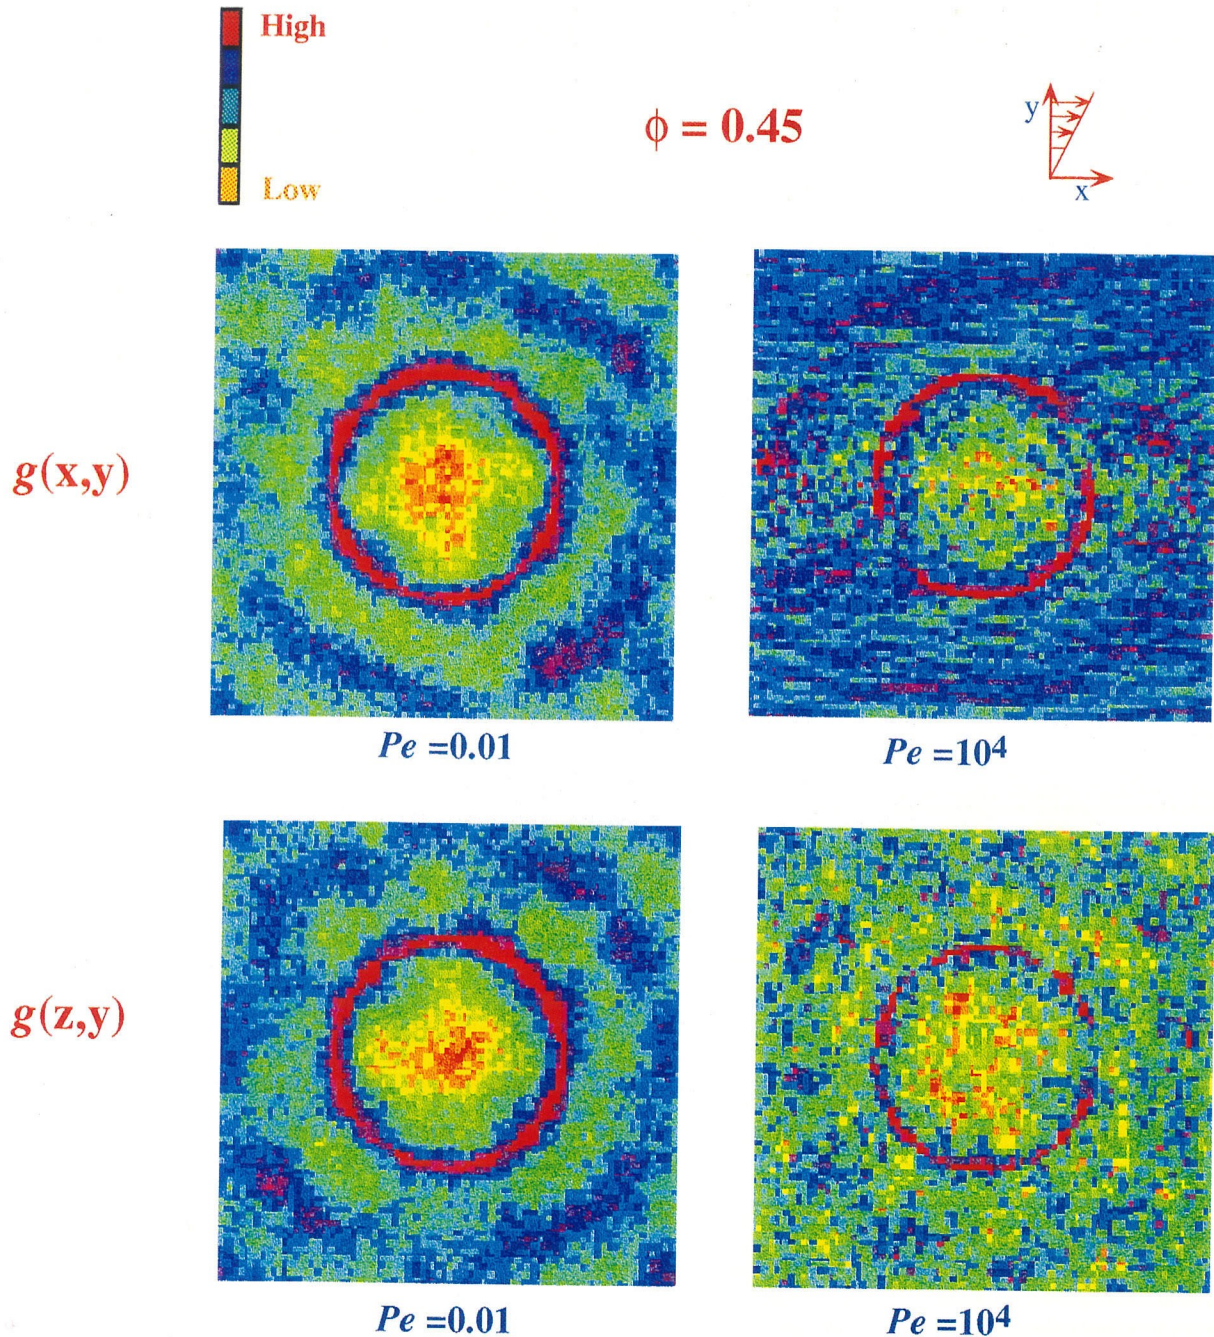 High
φ = 0.45
y
x
Low
g(x,y)
Pe =0.01
Pe =10⁴
g(z,y)
Pe =0.01
Pe =10⁴